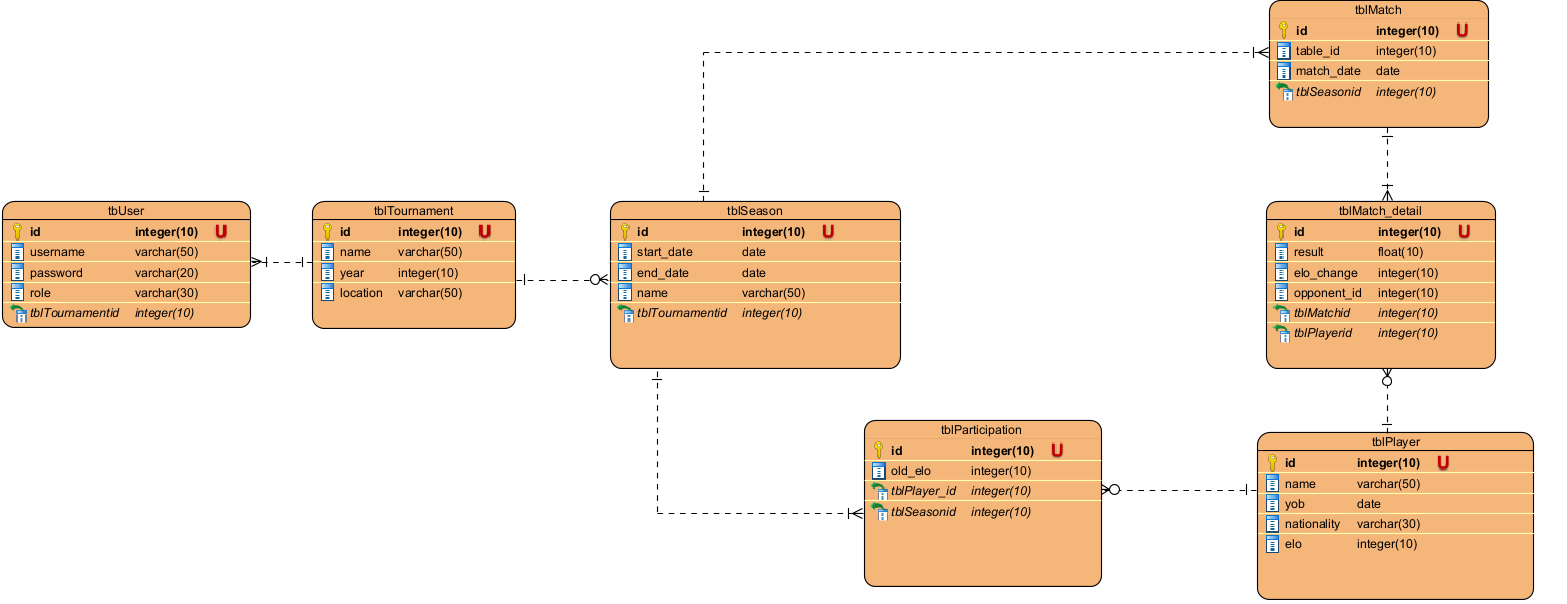 tblMatch
id integer(10) U
table_id integer(10)
match_date date
tblSeasonid integer(10)
tbUser
id integer(10) U
username varchar(50)
password varchar(20)
role varchar(30)
tblTournamentid integer(10)
tblTournament
id integer(10) U
name varchar(50)
year integer(10)
location varchar(50)
tblSeason
id integer(10) U
start_date date
end_date date
name varchar(50)
tblTournamentid integer(10)
tblMatch_detail
id integer(10) U
result float(10)
elo_change integer(10)
opponent_id integer(10)
tblMatchid integer(10)
tblPlayerid integer(10)
tblParticipation
id integer(10) U
old_elo integer(10)
tblPlayer_id integer(10)
tblSeasonid integer(10)
tblPlayer
id integer(10) U
name varchar(50)
yob date
nationality varchar(30)
elo integer(10)